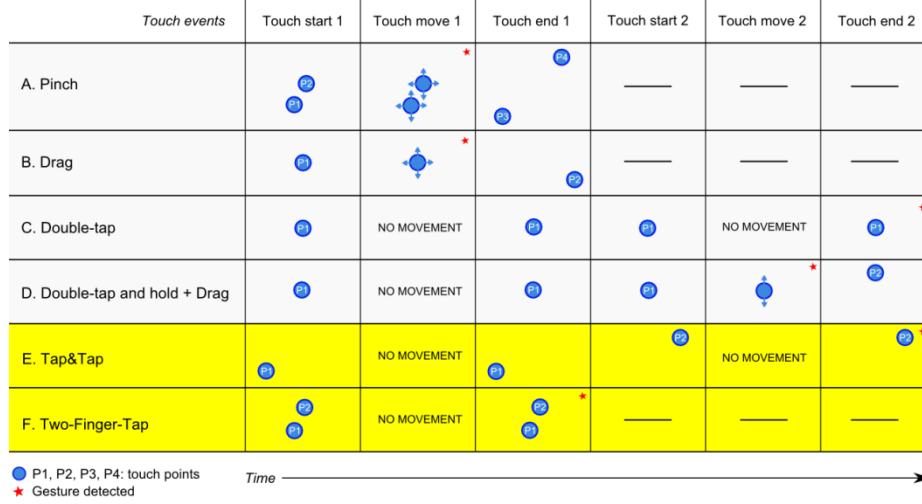 Touch events Touch start 1 Touch move 1 Touch end 1 Touch start 2 Touch move 2 Touch end 2
P4
A. Pinch P2
P1
P3
B. Drag P1
P2
C. Double-tap P1 NO MOVEMENT P1 P1 NO MOVEMENT P1
P2
D. Double-tap and hold + Drag P1 NO MOVEMENT P1 P1
P2 P2
E. Tap&Tap NO MOVEMENT NO MOVEMENT
P1 P1
P2 P2
F. Two-Finger-Tap NO MOVEMENT
P1 P1
P1, P2, P3, P4: touch points Time
Gesture detected